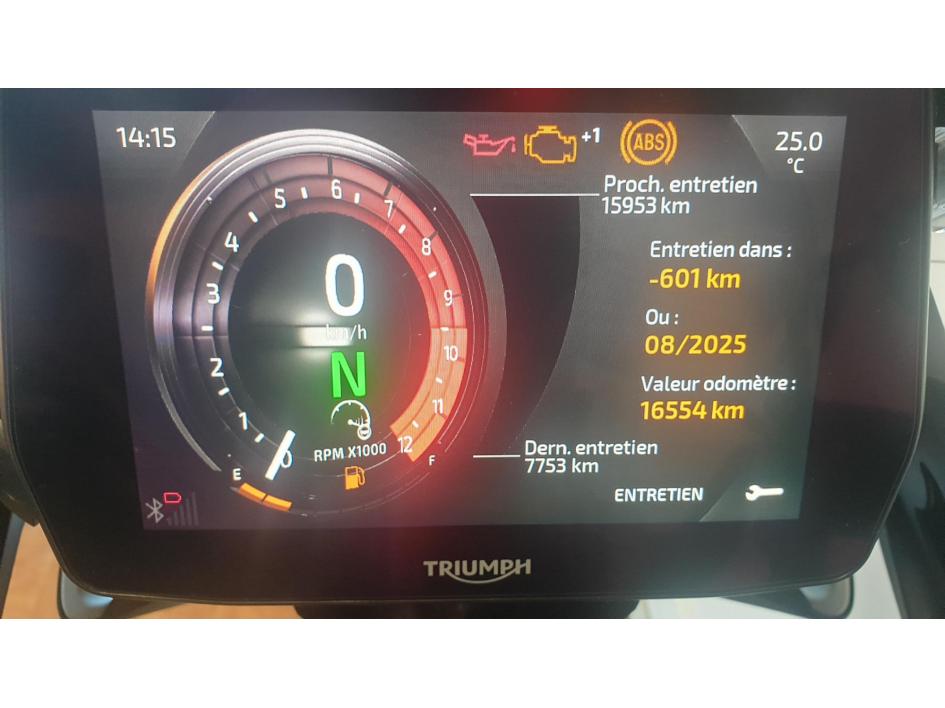 14:15
+1
ABS
25.0
°C
Proch. entretien
15953 km
Entretien dans :
-601 km
Ou :
08/2025
Valeur odomètre :
16554 km
Dern. entretien
7753 km
ENTRETIEN
0
km/h
N
RPM X1000
0
1
2
3
4
5
6
7
8
9
10
11
12
E
F
TRIUMPH